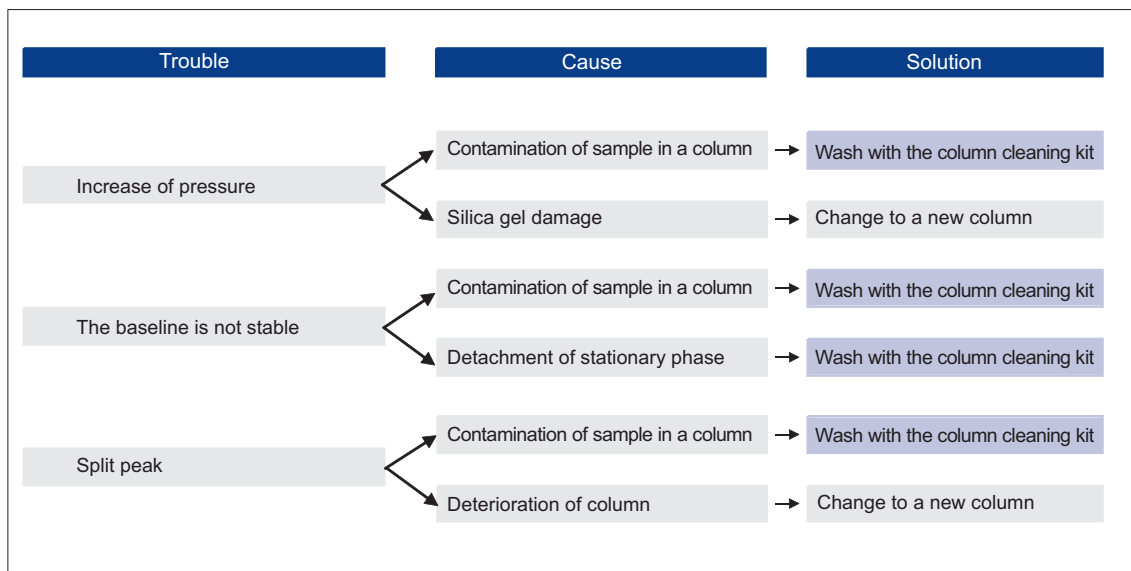 Trouble Cause Solution
Contamination of sample in a column Wash with the column cleaning kit
Increase of pressure
Silica gel damage Change to a new column
Contamination of sample in a column Wash with the column cleaning kit
The baseline is not stable
Detachment of stationary phase Wash with the column cleaning kit
Contamination of sample in a column Wash with the column cleaning kit
Split peak
Deterioration of column Change to a new column